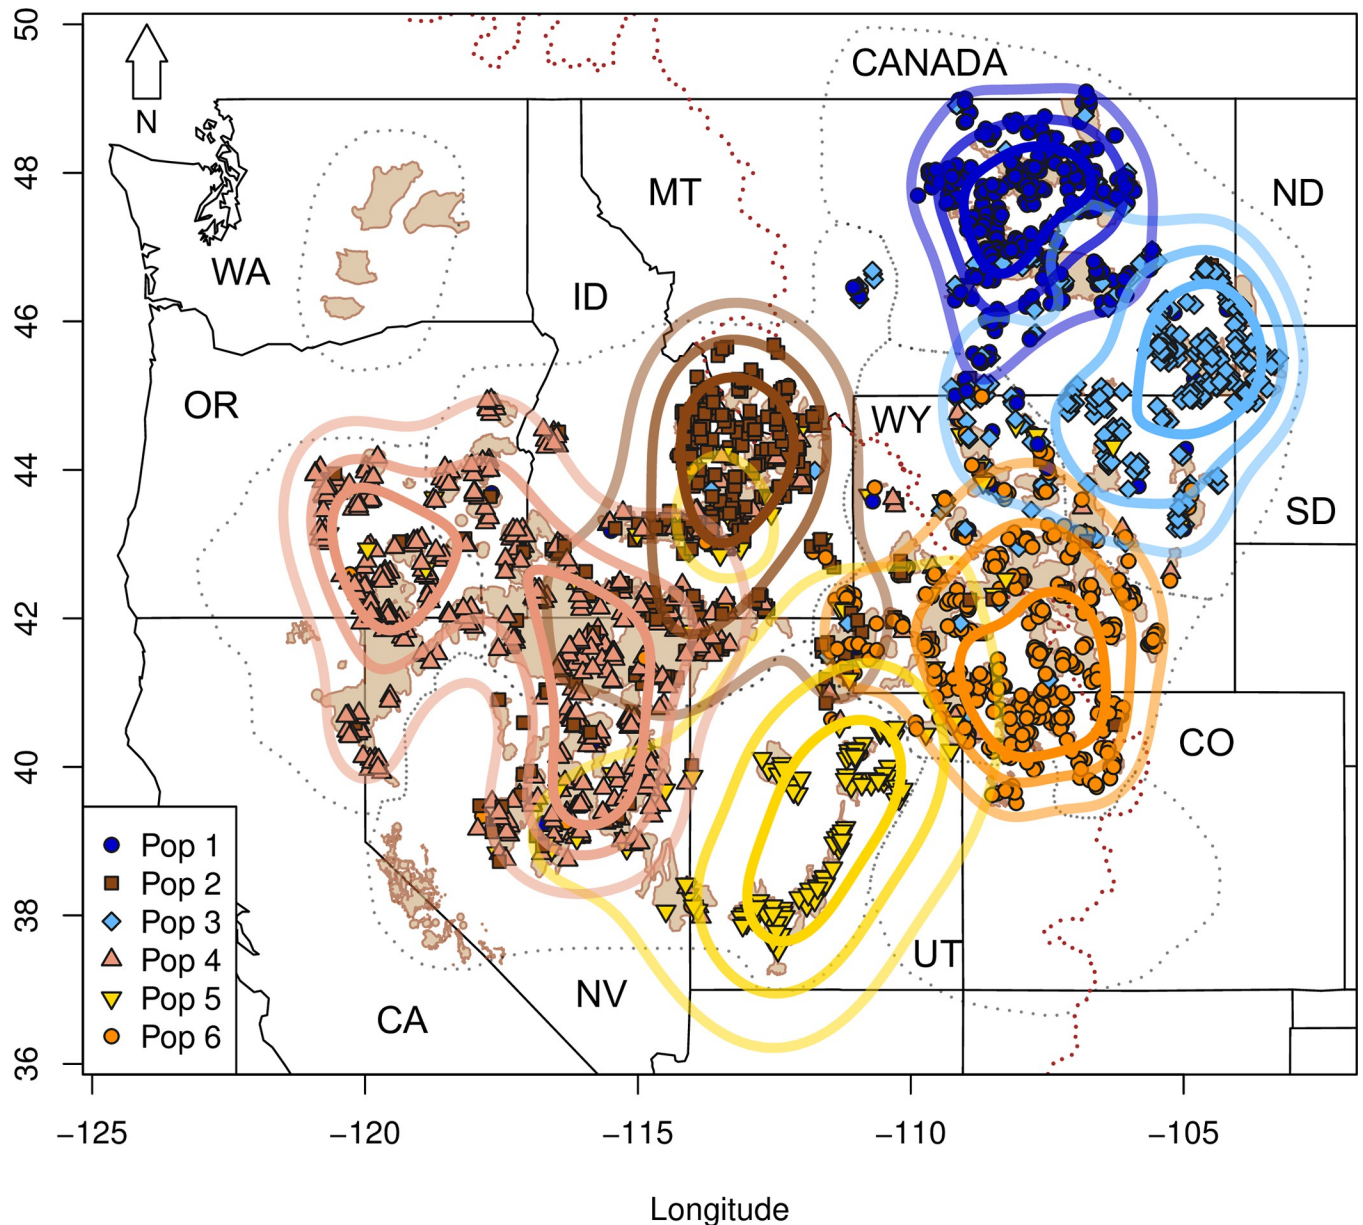 50
48
46
44
42
40
38
36
CANADA
N
MT
ND
WA
ID
OR
WY
SD
CO
UT
NV
CA
Pop 1
Pop 2
Pop 3
Pop 4
Pop 5
Pop 6
−125
−120
−115
−110
−105
Longitude